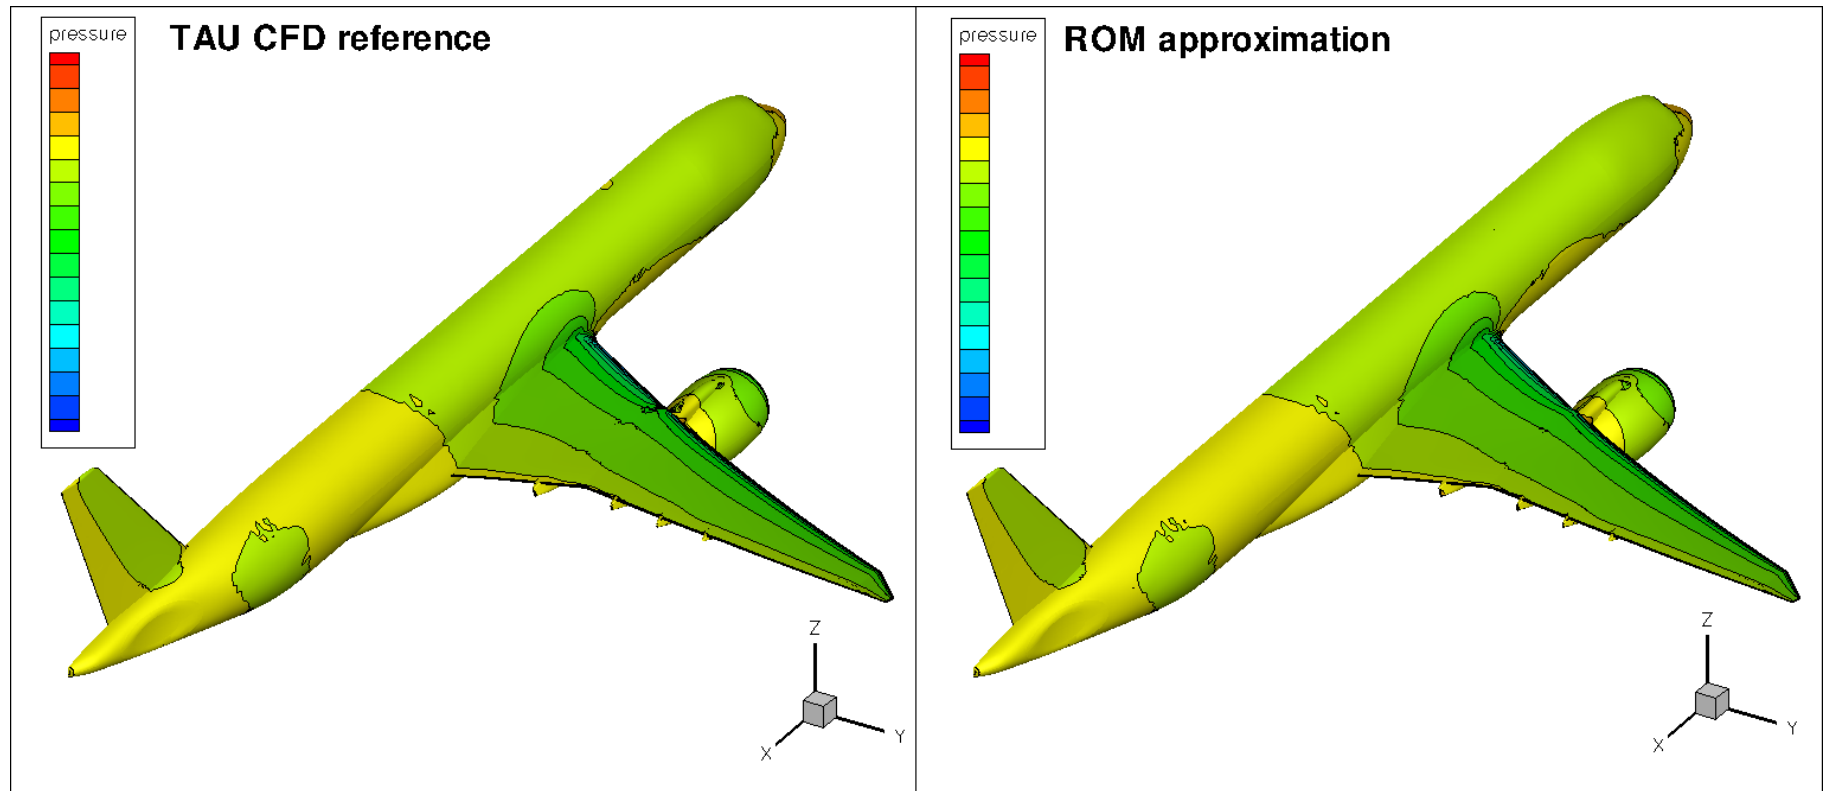 pressure
TAU CFD reference
Z
Y
X
pressure
ROM approximation
Z
Y
X